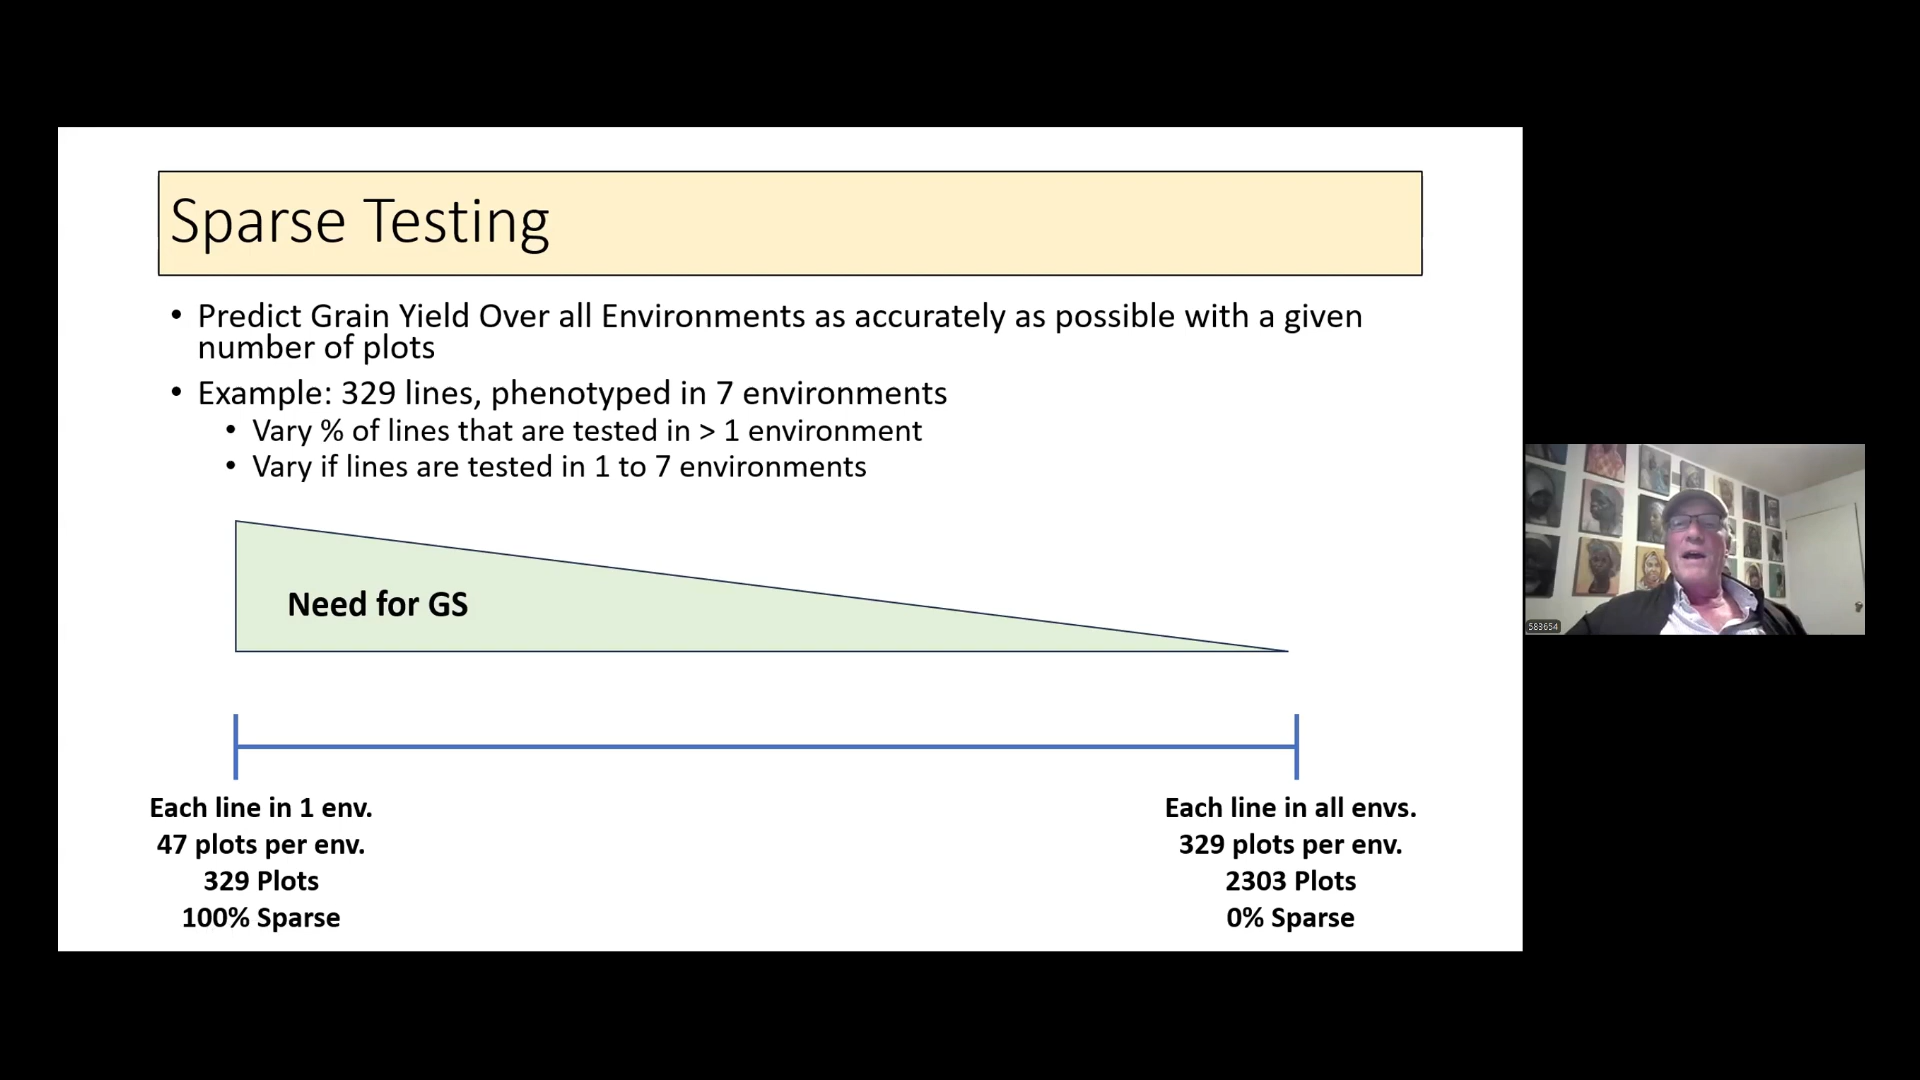 Sparse Testing
• Predict Grain Yield Over all Environments as accurately as possible with a given
number of plots
• Example: 329 lines, phenotyped in 7 environments
• Vary % of lines that are tested in > 1 environment
• Vary if lines are tested in 1 to 7 environments
Need for GS
Each line in 1 env.
47 plots per env.
329 Plots
100% Sparse
Each line in all envs.
329 plots per env.
2303 Plots
0% Sparse
583654